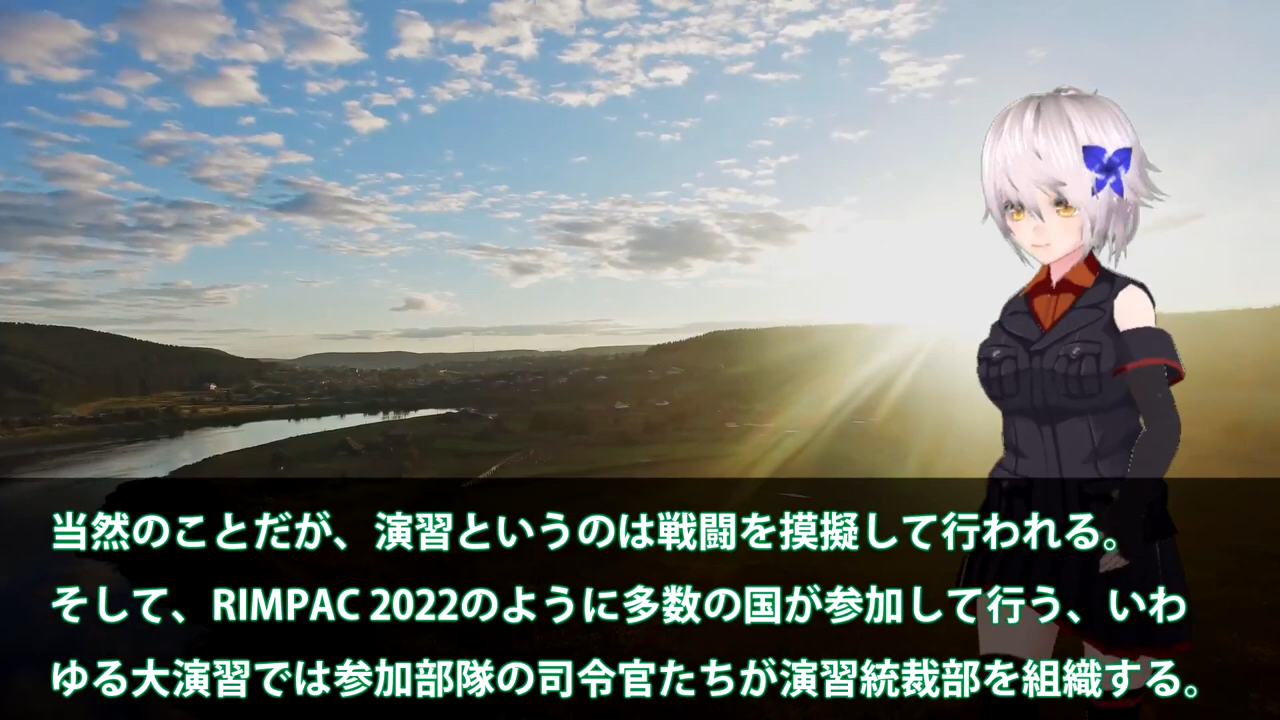 当然のことだが、演習というのは戦闘を摸擬して行われる。
そして、RIMPAC 2022のように多数の国が参加して行う、いわ
ゆる大演習では参加部隊の司令官たちが演習統裁部を組織する。